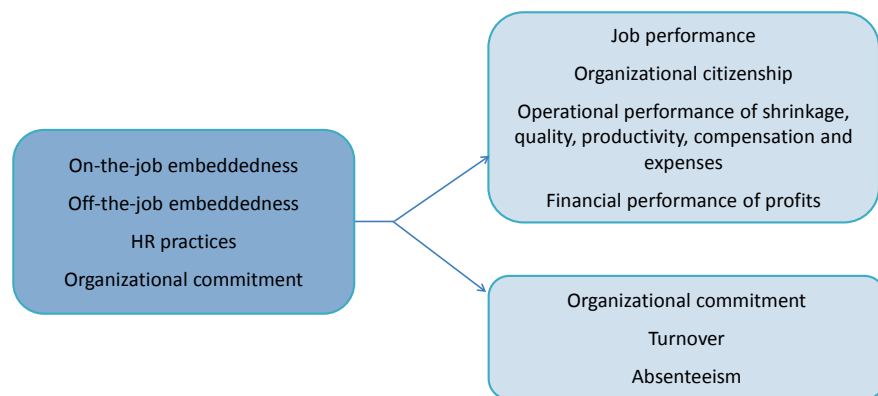 On-the-job embeddedness
Off-the-job embeddedness
HR practices
Organizational commitment
Job performance
Organizational citizenship
Operational performance of shrinkage,
quality, productivity, compensation and
expenses
Financial performance of profits
Organizational commitment
Turnover
Absenteeism